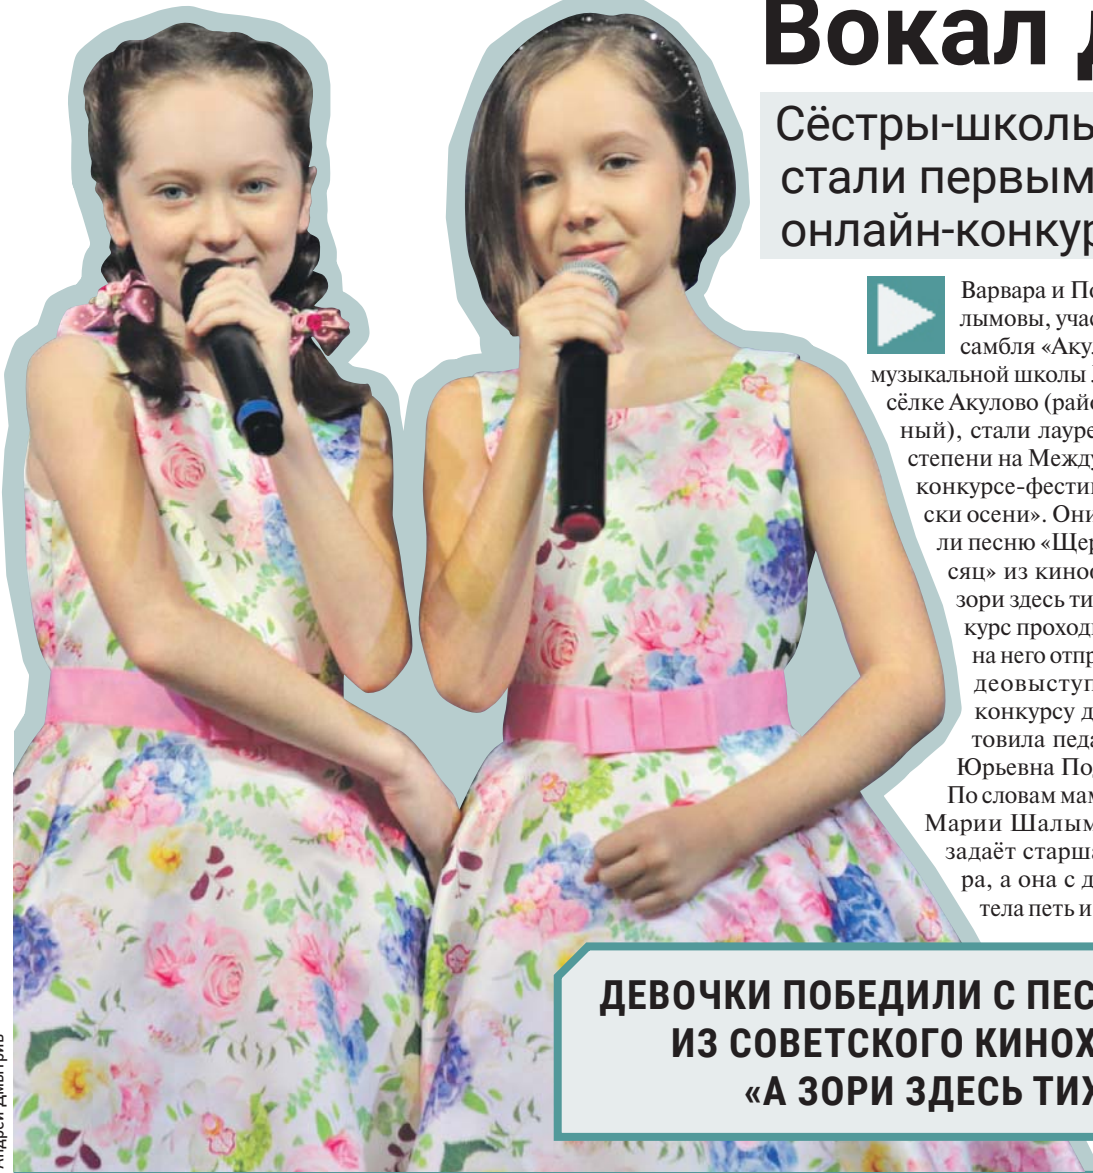 Вокал
Сёстры-школь
стали первым
онлайн-конкур
Варвара и По
лымовы, учас
самбля «Акул
музыкальной школы
сёлке Акулово (райо
ный), стали лауре
степени на Между
конкурсе-фести
ски осени». Они
ли песню «Щер
сяц» из кино
зори здесь ти
курс проходи
на него отпр
деовыступ
конкурсу д
товила педа
Юрьевна По
По словам мам
Марии Шалым
задаёт старша
ра, а она с д
тела петь и
ДЕВОЧКИ ПОБЕДИЛИ С ПЕС
ИЗ СОВЕТСКОГО КИНОХ
«А ЗОРИ ЗДЕСЬ ТИХ